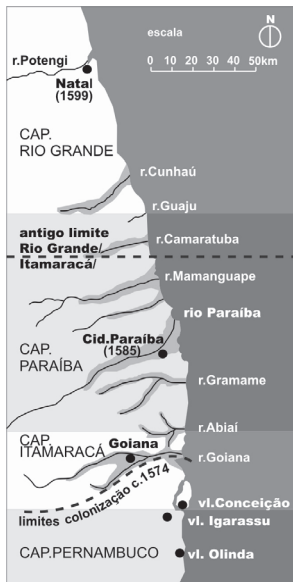 N
escala
0 10 20 30 40 50km
r.Potengi
Natal
(1599)
CAP.
RIO GRANDE
r.Cunhaú
r.Guaju
antigo limite
Rio Grande/
Itamaracá/
r.Camaratuba
r.Mamanguape
rio Paraíba
Cid.Paraíba
(1585)
CAP.
PARAÍBA
r.Gramame
r.Abiaí
CAP.
ITAMARACÁ
Goiana
r.Goiana
limites colonização c.1574
vl.Conceição
vl. Igarassu
CAP.PERNAMBUCO
vl. Olinda